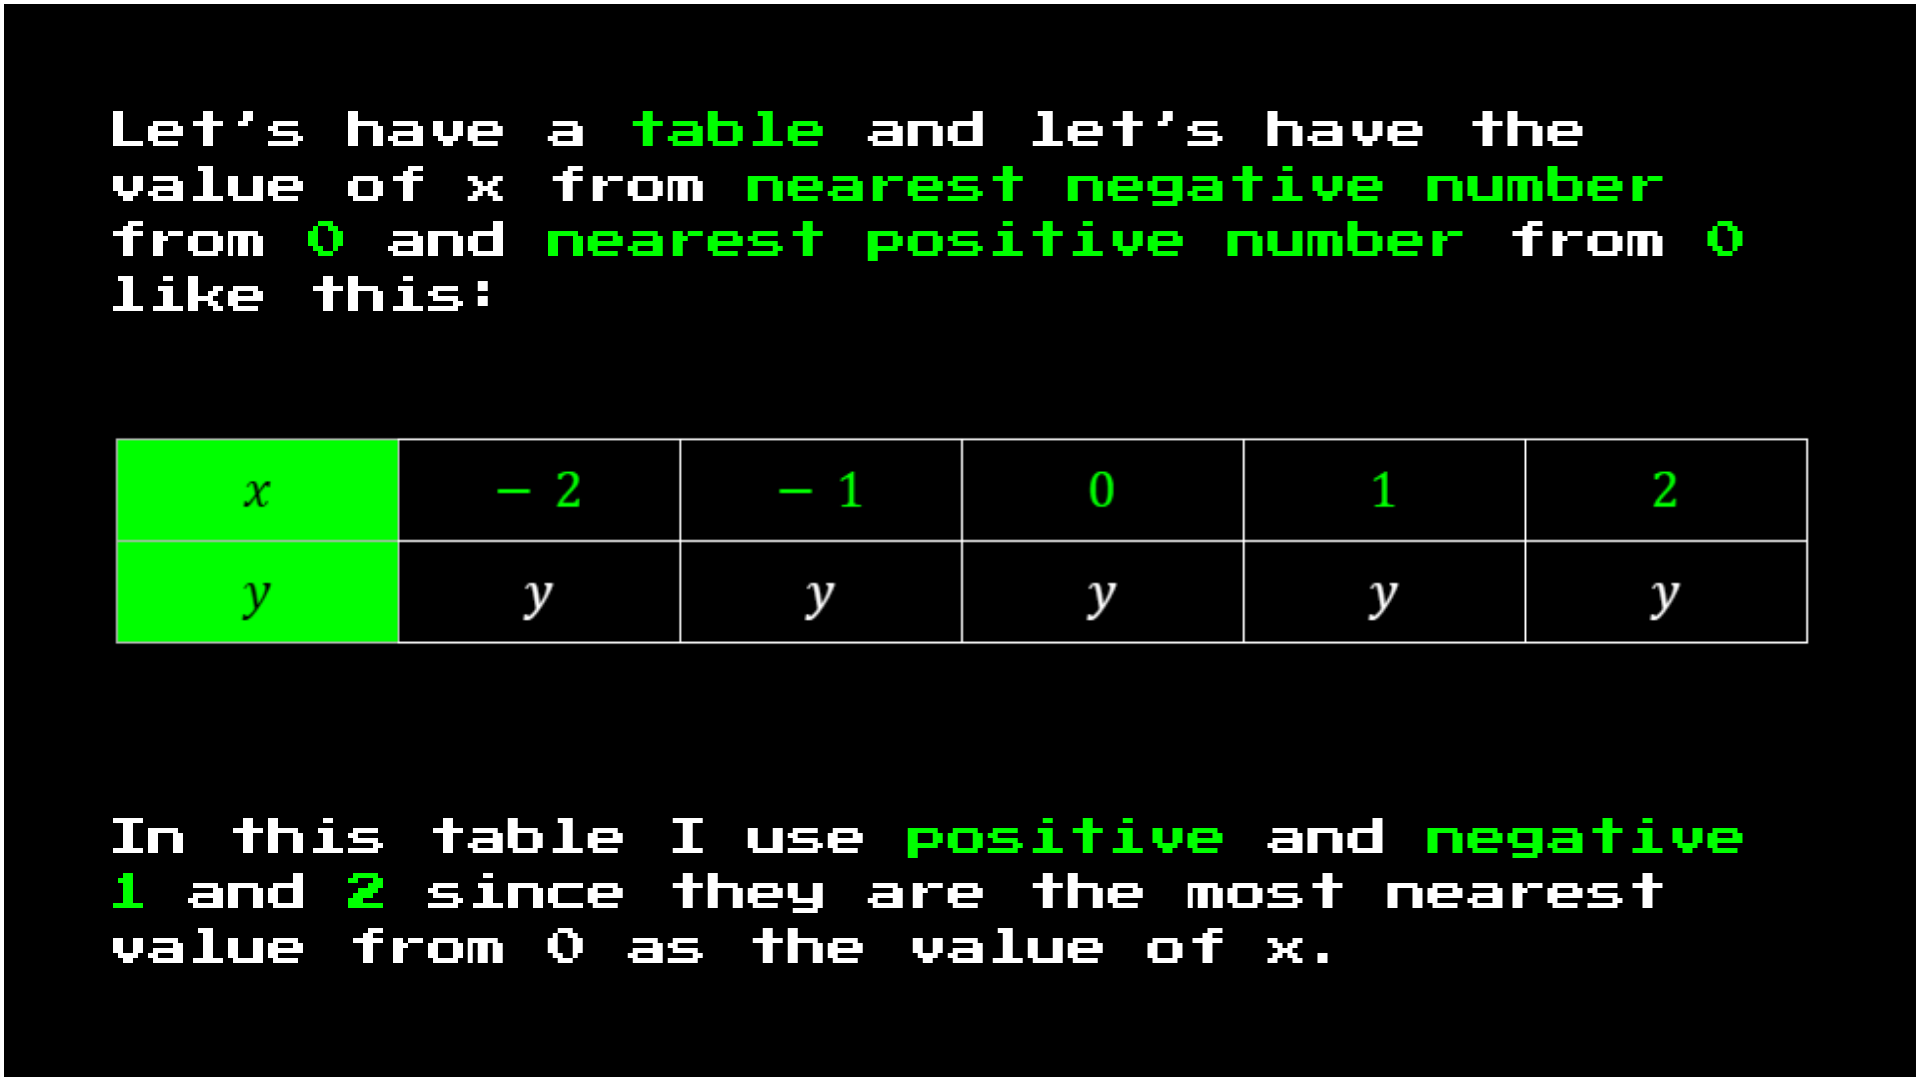 Let's have a table and let's have the
value of x from nearest negative number
from 0 and nearest positive number from 0
like this:
x − 2 − 1 0 1 2
y y y y y y
In this table I use positive and negative
1 and 2 since they are the most nearest
value from 0 as the value of x.